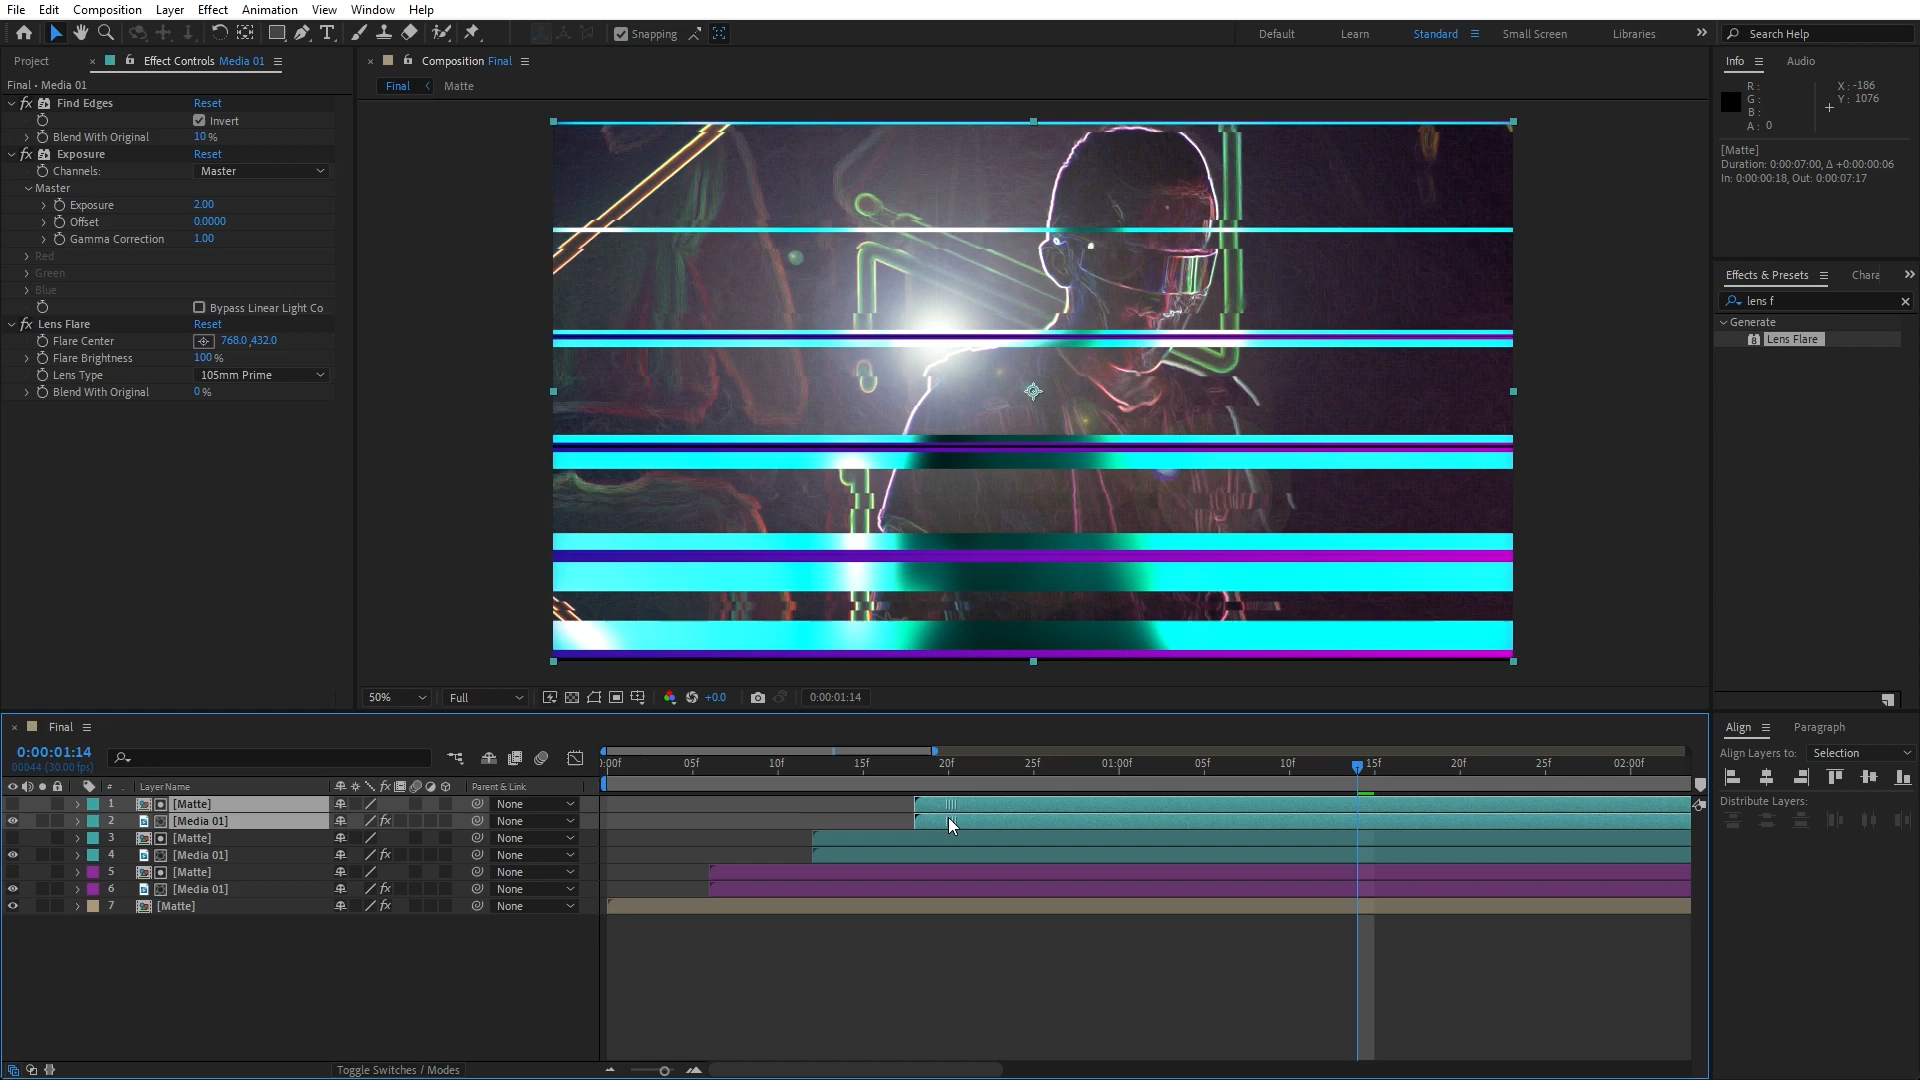 File Edit Composition Layer Effect Animation View Window Help
Snapping Default Learn Standard Small Screen Libraries Search Help
Project Effect Controls Media 01
Final • Media 01
fx Find Edges Reset
Invert
Blend With Original 10 %
fx Exposure Reset
Channels: Master
Master
Exposure 2.00
Offset 0.0000
Gamma Correction 1.00
Red
Green
Blue
Bypass Linear Light Co
fx Lens Flare Reset
Flare Center 768.0,432.0
Flare Brightness 100 %
Lens Type 105mm Prime
Blend With Original 0 %
Composition Final
Final Matte
50% Full +0.0 0:00:01:14
Info Audio
R :
G :
B :
A : 0
X : -186
Y : 1076
[Matte]
Duration: 0:00:07:00, Δ +0:00:00:06
In: 0:00:00:18, Out: 0:00:07:17
Effects & Presets Chara
lens f
Generate
Lens Flare
Align Paragraph
Align Layers to: Selection
Distribute Layers:
Final
0:00:01:14
00044 (30.00 fps)
):00f 05f 10f 15f 20f 25f 01:00f 05f 10f 15f 20f 25f 02:00f
# Layer Name fx Parent & Link
1 [Matte] None
2 [Media 01] fx None
3 [Matte] None
4 [Media 01] fx None
5 [Matte] None
6 [Media 01] fx None
7 [Matte] fx None
Toggle Switches / Modes